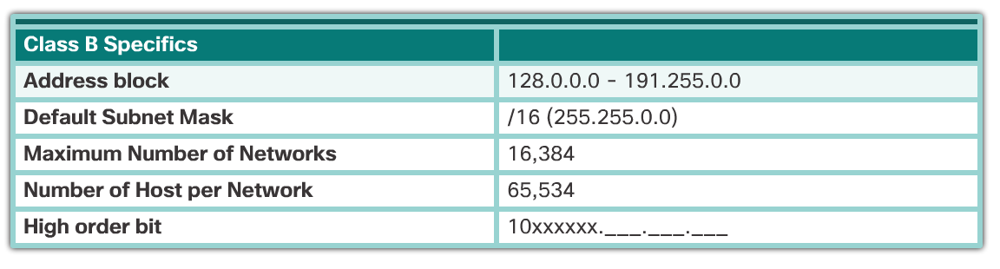 Class B Specifics
Address block 128.0.0.0 - 191.255.0.0
Default Subnet Mask /16 (255.255.0.0)
Maximum Number of Networks 16,384
Number of Host per Network 65,534
High order bit 10xxxxxx.___.___.___